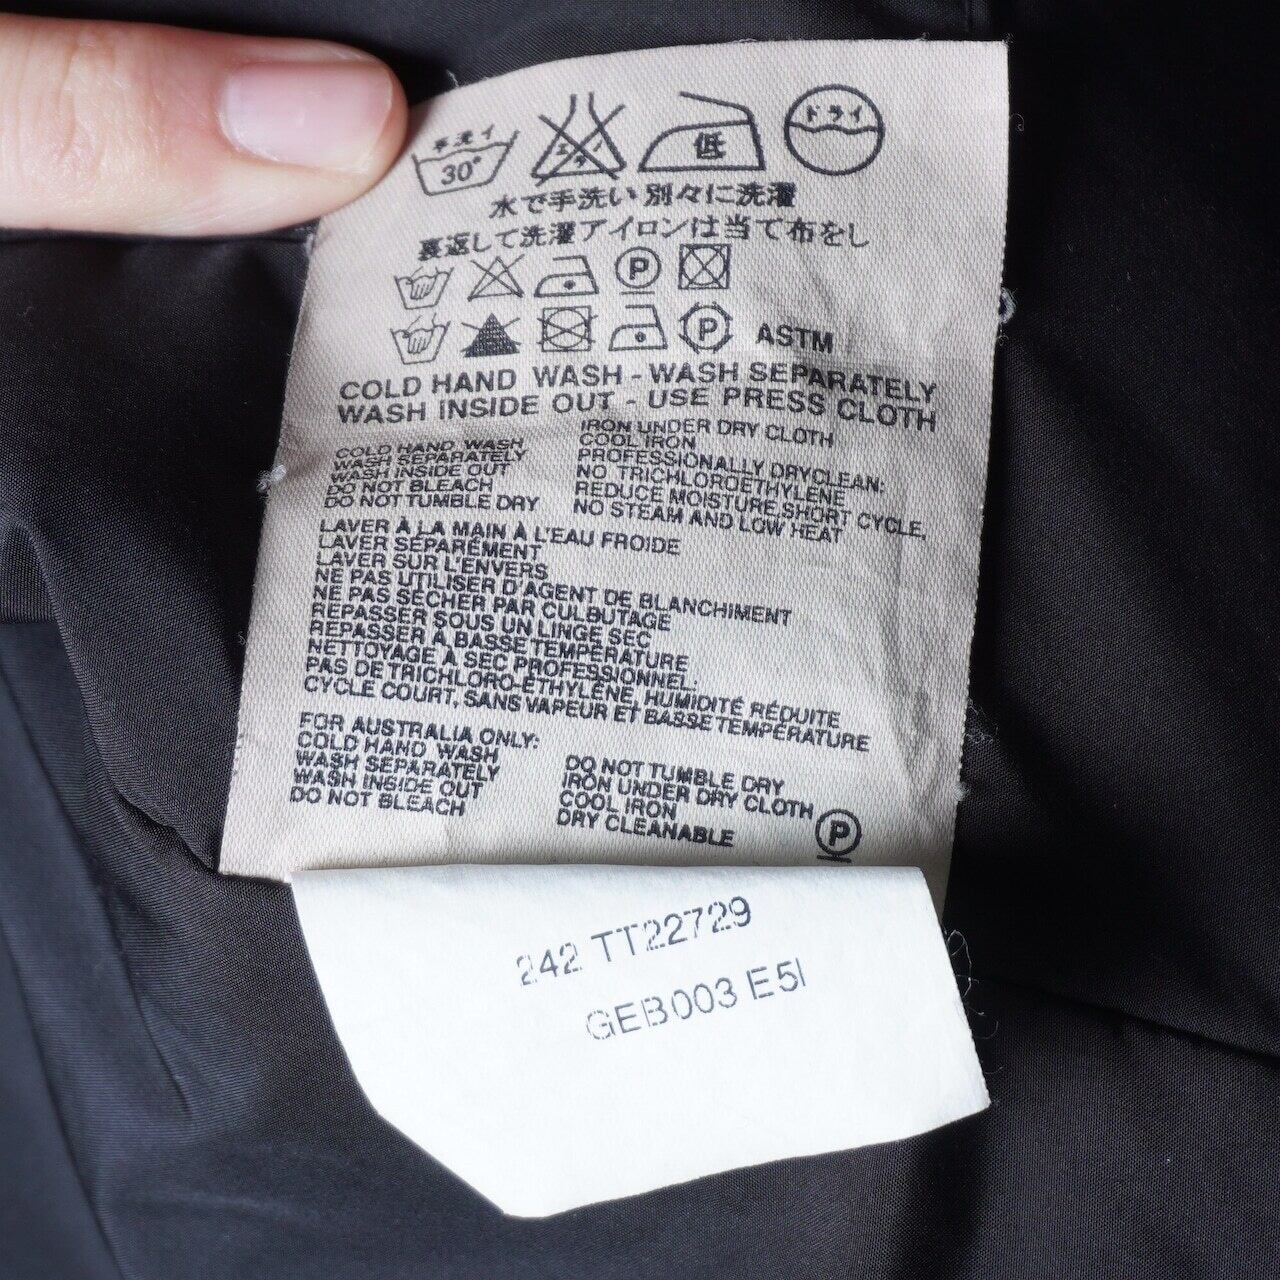 手洗イ
30°
エンソサラシ
低
ドライ
水で手洗い 別々に洗濯
裏返して洗濯アイロンは当て布をし
P
P ASTM
COLD HAND WASH - WASH SEPARATELY
WASH INSIDE OUT - USE PRESS CLOTH
COLD HAND WASH
WASH SEPARATELY
WASH INSIDE OUT
DO NOT BLEACH
DO NOT TUMBLE DRY
IRON UNDER DRY CLOTH
COOL IRON
PROFESSIONALLY DRYCLEAN:
NO TRICHLOROETHYLENE
REDUCE MOISTURE,SHORT CYCLE,
NO STEAM AND LOW HEAT
LAVER À LA MAIN À L'EAU FROIDE
LAVER SÉPARÉMENT
LAVER SUR L'ENVERS
NE PAS UTILISER D'AGENT DE BLANCHIMENT
NE PAS SÉCHER PAR CULBUTAGE
REPASSER SOUS UN LINGE SEC
REPASSER À BASSE TEMPÉRATURE
NETTOYAGE À SEC PROFESSIONNEL:
PAS DE TRICHLORO-ÉTHYLÈNE, HUMIDITÉ RÉDUITE
CYCLE COURT, SANS VAPEUR ET BASSE TEMPÉRATURE
FOR AUSTRALIA ONLY:
COLD HAND WASH
WASH SEPARATELY
WASH INSIDE OUT
DO NOT BLEACH
DO NOT TUMBLE DRY
IRON UNDER DRY CLOTH
COOL IRON
DRY CLEANABLE
P
242 TT22729
GEB003 E5I